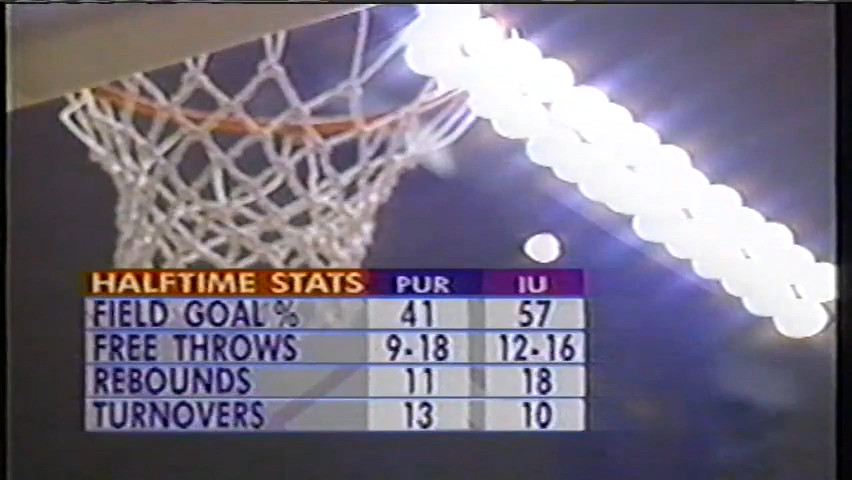 HALFTIME STATS PUR IU
FIELD GOAL % 41 57
FREE THROWS 9-18 12-16
REBOUNDS 11 18
TURNOVERS 13 10